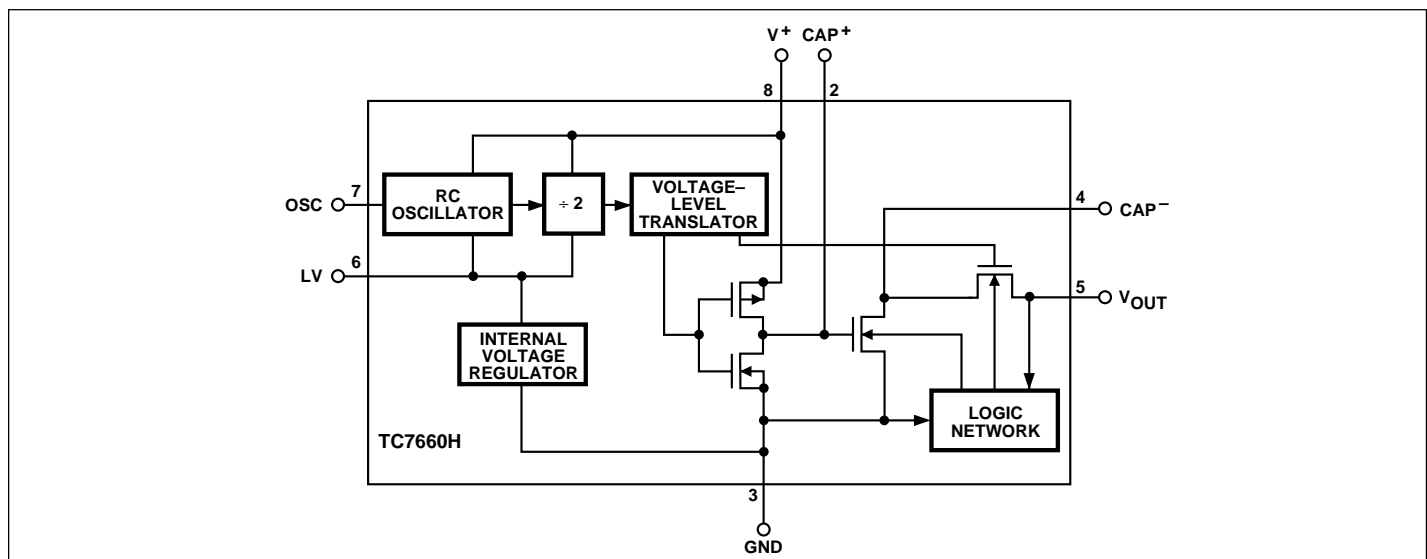 V+ CAP+
8 2
RC
OSCILLATOR
÷ 2
VOLTAGE–
LEVEL
TRANSLATOR
7
OSC
4
CAP–
6
LV
5
VOUT
INTERNAL
VOLTAGE
REGULATOR
LOGIC
NETWORK
TC7660H
3
GND